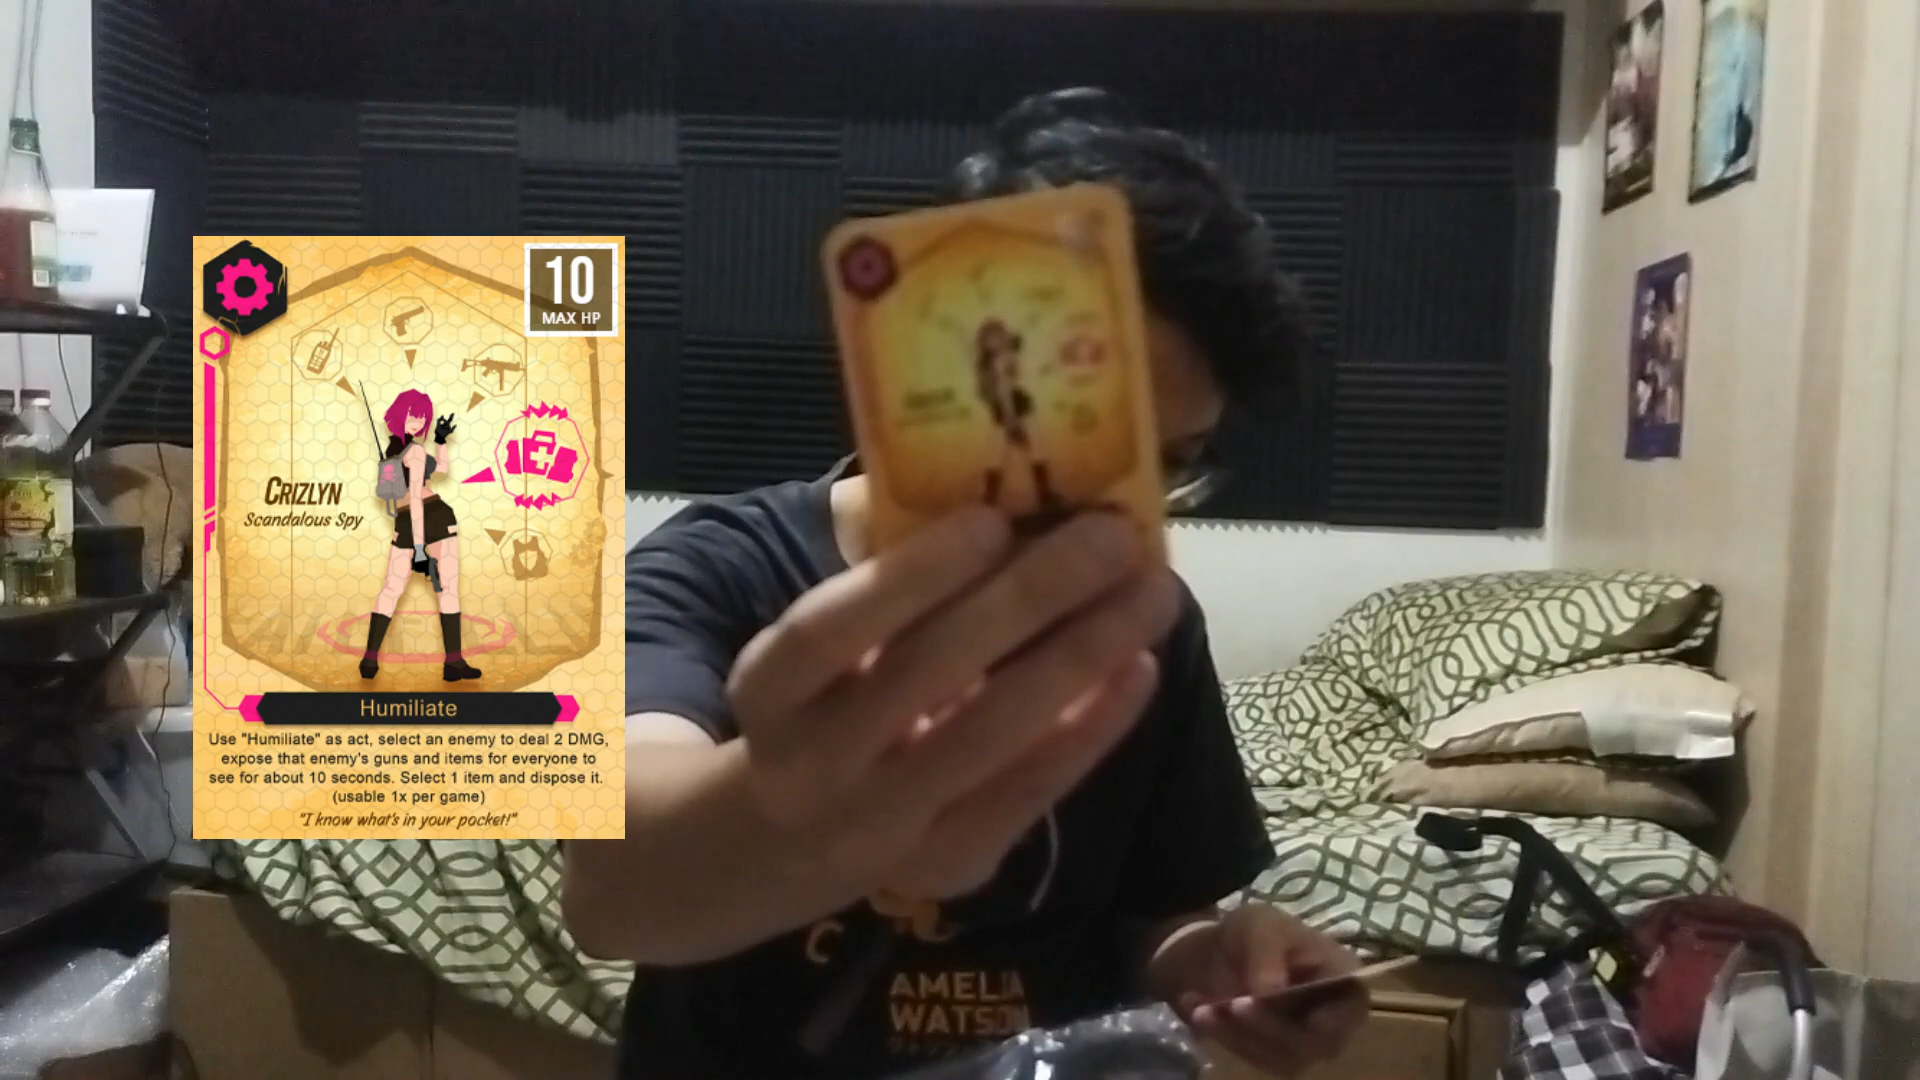 10
MAX HP
CRIZLYN
Scandalous Spy
Humiliate
Use "Humiliate" as act, select an enemy to deal 2 DMG,
expose that enemy's guns and items for everyone to
see for about 10 seconds. Select 1 item and dispose it.
(usable 1x per game)
"I know what's in your pocket!"
AMELIA
WATSON